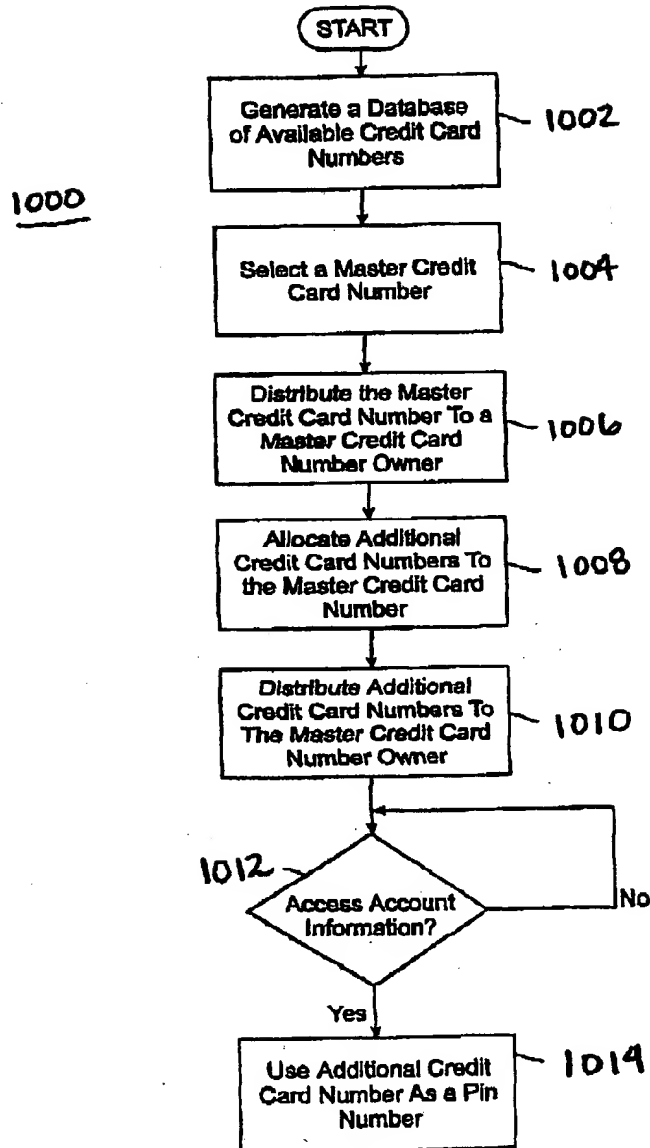 START
Generate a Database
of Available Credit Card
Numbers
1002
1000
Select a Master Credit
Card Number
1004
Distribute the Master
Credit Card Number To a
Master Credit Card
Number Owner
1006
Allocate Additional
Credit Card Numbers To
the Master Credit Card
Number
1008
Distribute Additional
Credit Card Numbers To
The Master Credit Card
Number Owner
1010
1012
Access Account
Information?
No
Yes
Use Additional Credit
Card Number As a Pin
Number
1014